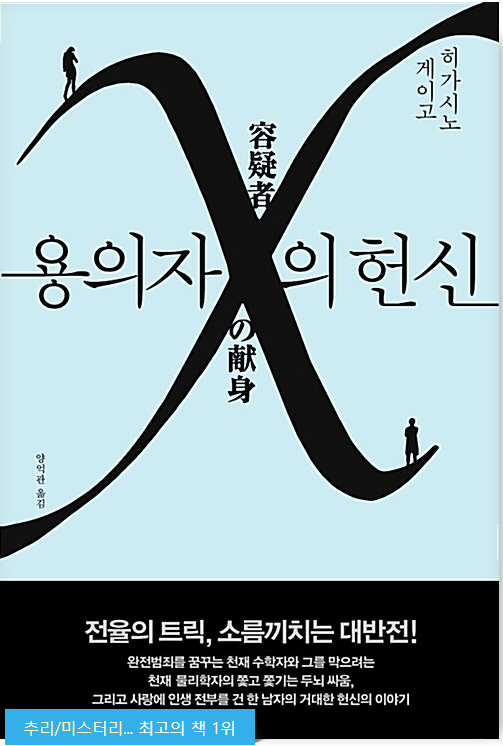 히가시노
게이고
容疑者
용의자 X의 헌신
の献身
양억관 옮김
전율의 트릭, 소름끼치는 대반전!
완전범죄를 꿈꾸는 천재 수학자와 그를 막으려는
천재 물리학자의 쫓고 쫓기는 두뇌 싸움,
그리고 사랑에 인생 전부를 건 한 남자의 거대한 헌신의 이야기
추리/미스터리... 최고의 책 1위